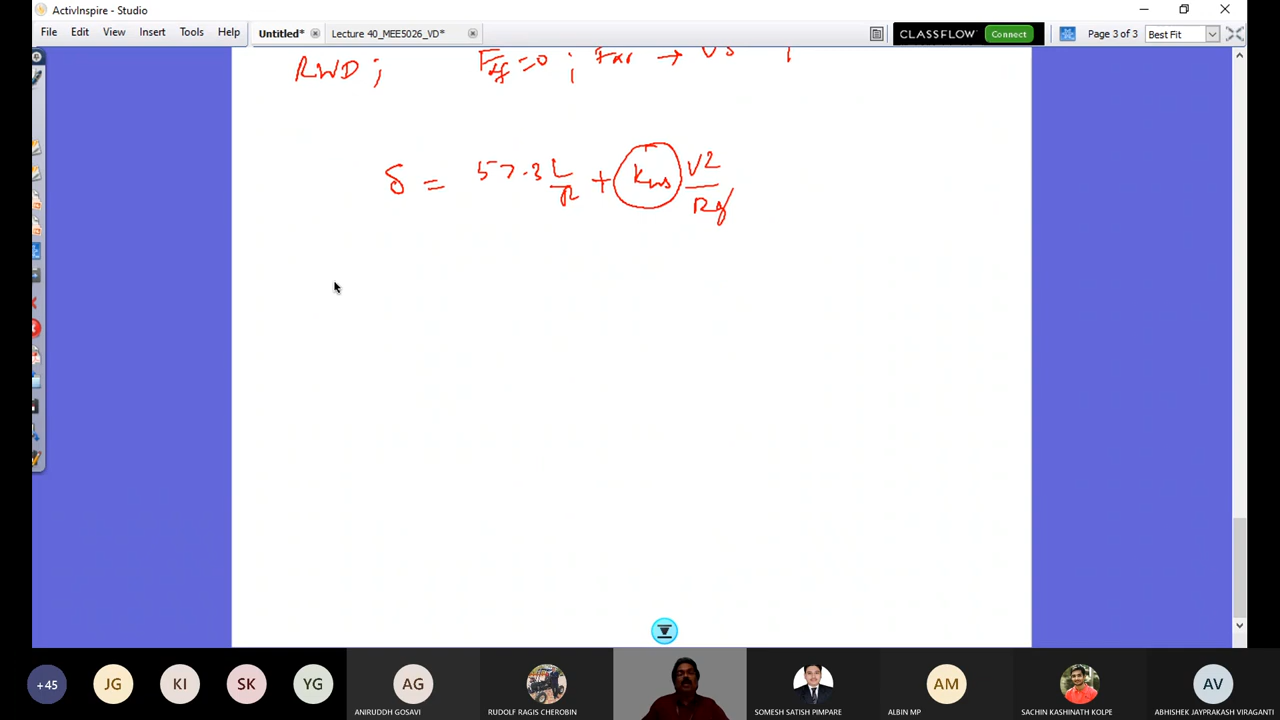 ActivInspire - Studio
File Edit View Insert Tools Help Untitled* Lecture 40_MEE5026_VD* CLASSFLOW Connect Page 3 of 3 Best Fit
RWD ; = 0 ; Fxr →
δ = 57.3 L/R + Kus V2/Rg
+45 JG KI SK YG AG AM AV
ANIRUDDH GOSAVI RUDOLF RAGIS CHEROBIN SOMESH SATISH PIMPARE ALBIN MP SACHIN KASHINATH KOLPE ABHISHEK JAYPRAKASH VIRAGANTI